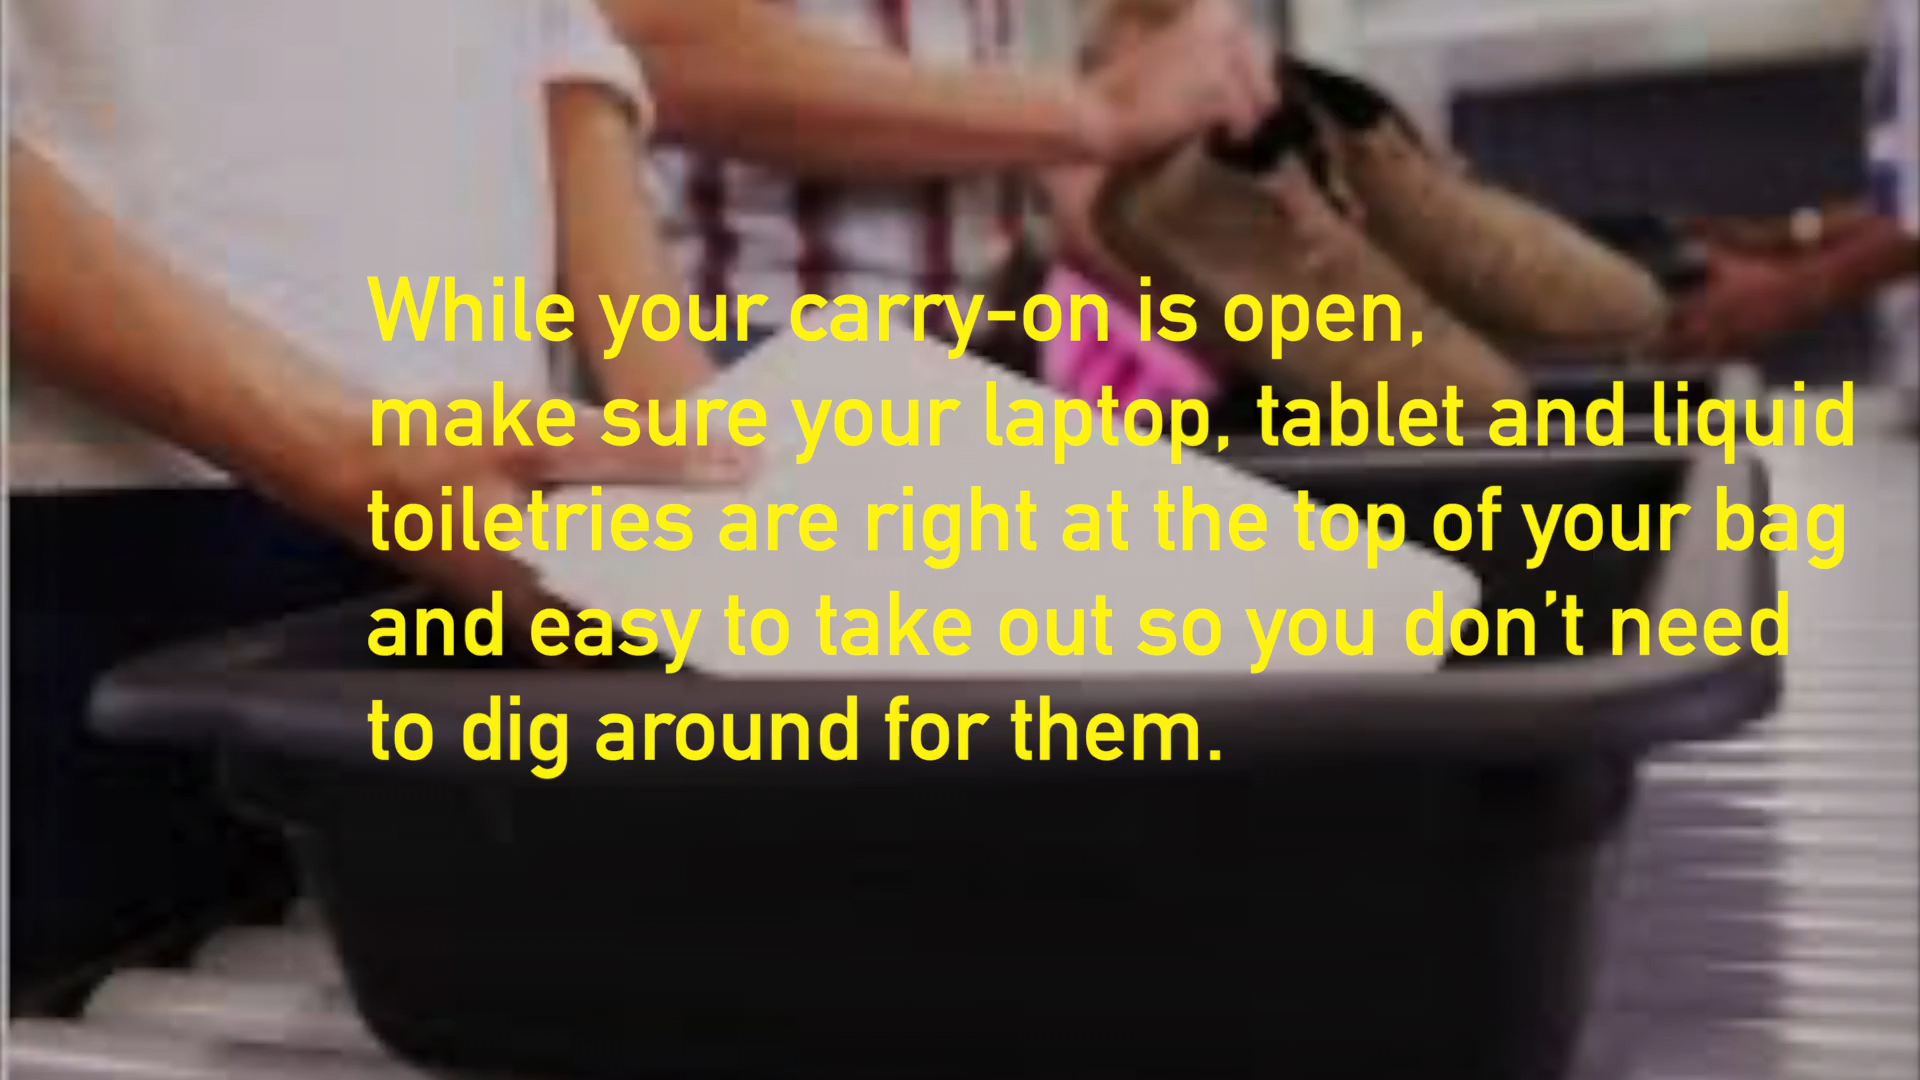 While your carry-on is open,
make sure your laptop, tablet and liquid
toiletries are right at the top of your bag
and easy to take out so you don’t need
to dig around for them.